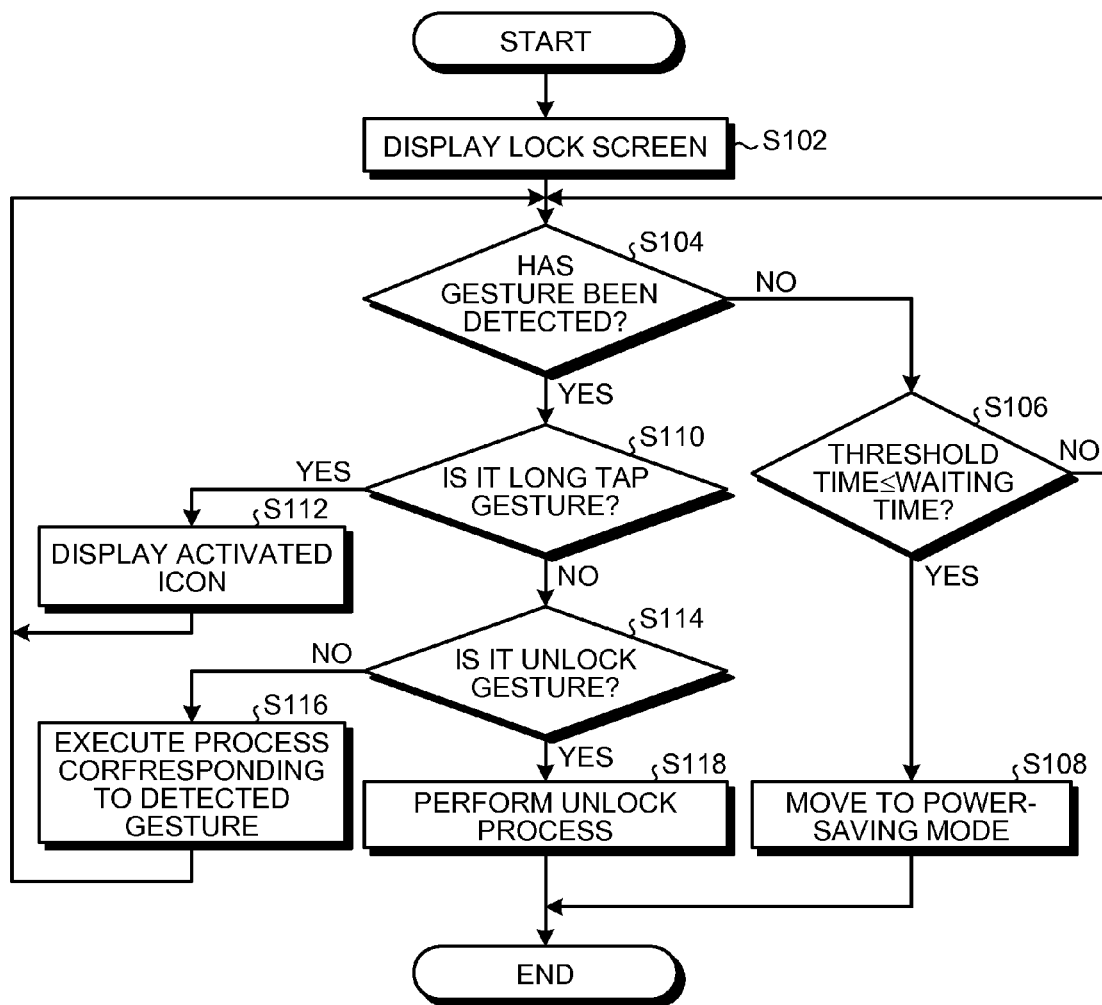 START
DISPLAY LOCK SCREEN
S102
S104
HAS
GESTURE BEEN
DETECTED?
NO
YES
S106
THRESHOLD
TIME≤WAITING
TIME?
NO
YES
S110
IS IT LONG TAP
GESTURE?
YES
NO
S112
DISPLAY ACTIVATED
ICON
S114
IS IT UNLOCK
GESTURE?
NO
YES
S116
EXECUTE PROCESS
CORFRESPONDING
TO DETECTED
GESTURE
S118
PERFORM UNLOCK
PROCESS
S108
MOVE TO POWER-
SAVING MODE
END